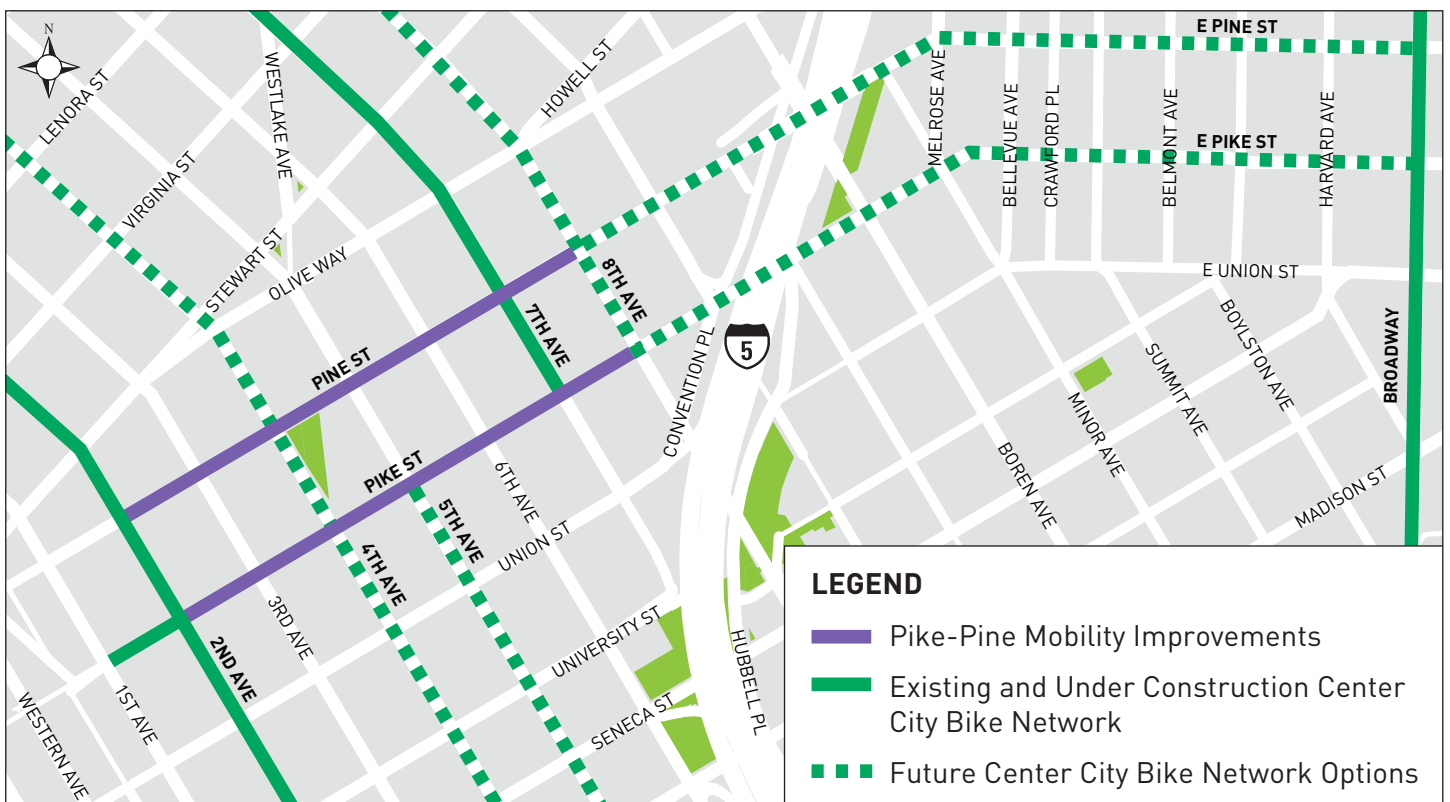 N
LENORA ST
WESTLAKE AVE
VIRGINIA ST
STEWART ST
OLIVE WAY
HOWELL ST
E PINE ST
MELROSE AVE
BELLEVUE AVE
CRAWFORD PL
BELMONT AVE
E PIKE ST
HARVARD AVE
8TH AVE
7TH AVE
PINE ST
PIKE ST
CONVENTION PL
5
E UNION ST
BOYLSTON AVE
SUMMIT AVE
MINOR AVE
BROADWAY
BOREN AVE
MADISON ST
6TH AVE
5TH AVE
UNION ST
4TH AVE
3RD AVE
2ND AVE
1ST AVE
WESTERN AVE
UNIVERSITY ST
SENECA ST
HUBBELL PL
LEGEND
Pike-Pine Mobility Improvements
Existing and Under Construction Center
City Bike Network
Future Center City Bike Network Options